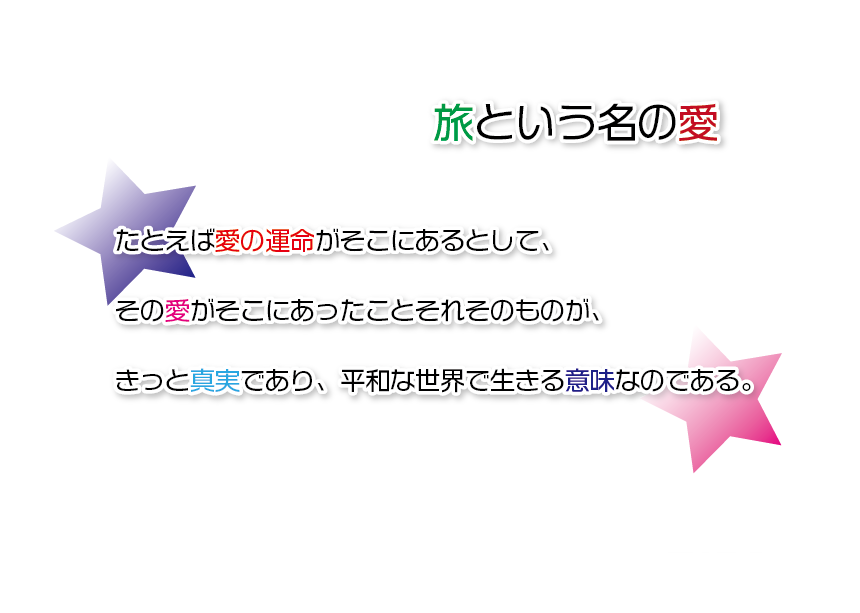 旅という名の愛
たとえば愛の運命がそこにあるとして、
その愛がそこにあったことそれそのものが、
きっと真実であり、平和な世界で生きる意味なのである。